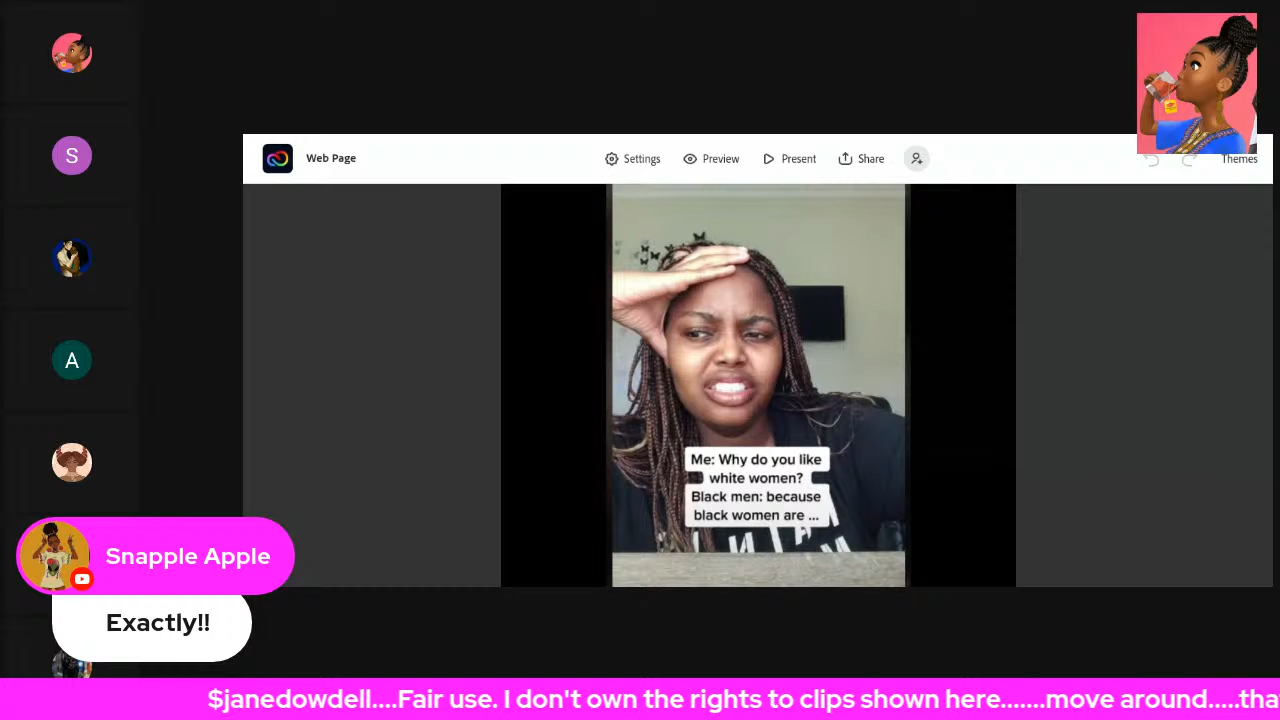 S
Web Page
Settings
Preview
Present
Share
Themes
A
Me: Why do you like
white women?
Black men: because
black women are ...
Snapple Apple
Exactly!!
$janedowdell....Fair use. I don't own the rights to clips shown here.......move around.....tha